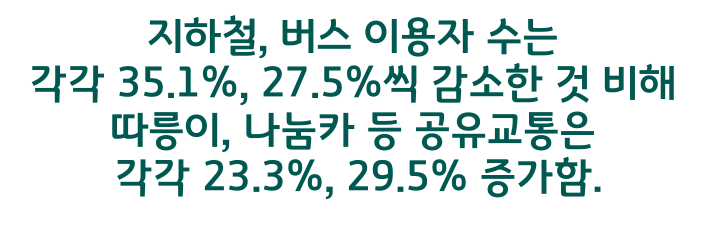 지하철, 버스 이용자 수는
각각 35.1%, 27.5%씩 감소한 것 비해
따릉이, 나눔카 등 공유교통은
각각 23.3%, 29.5% 증가함.